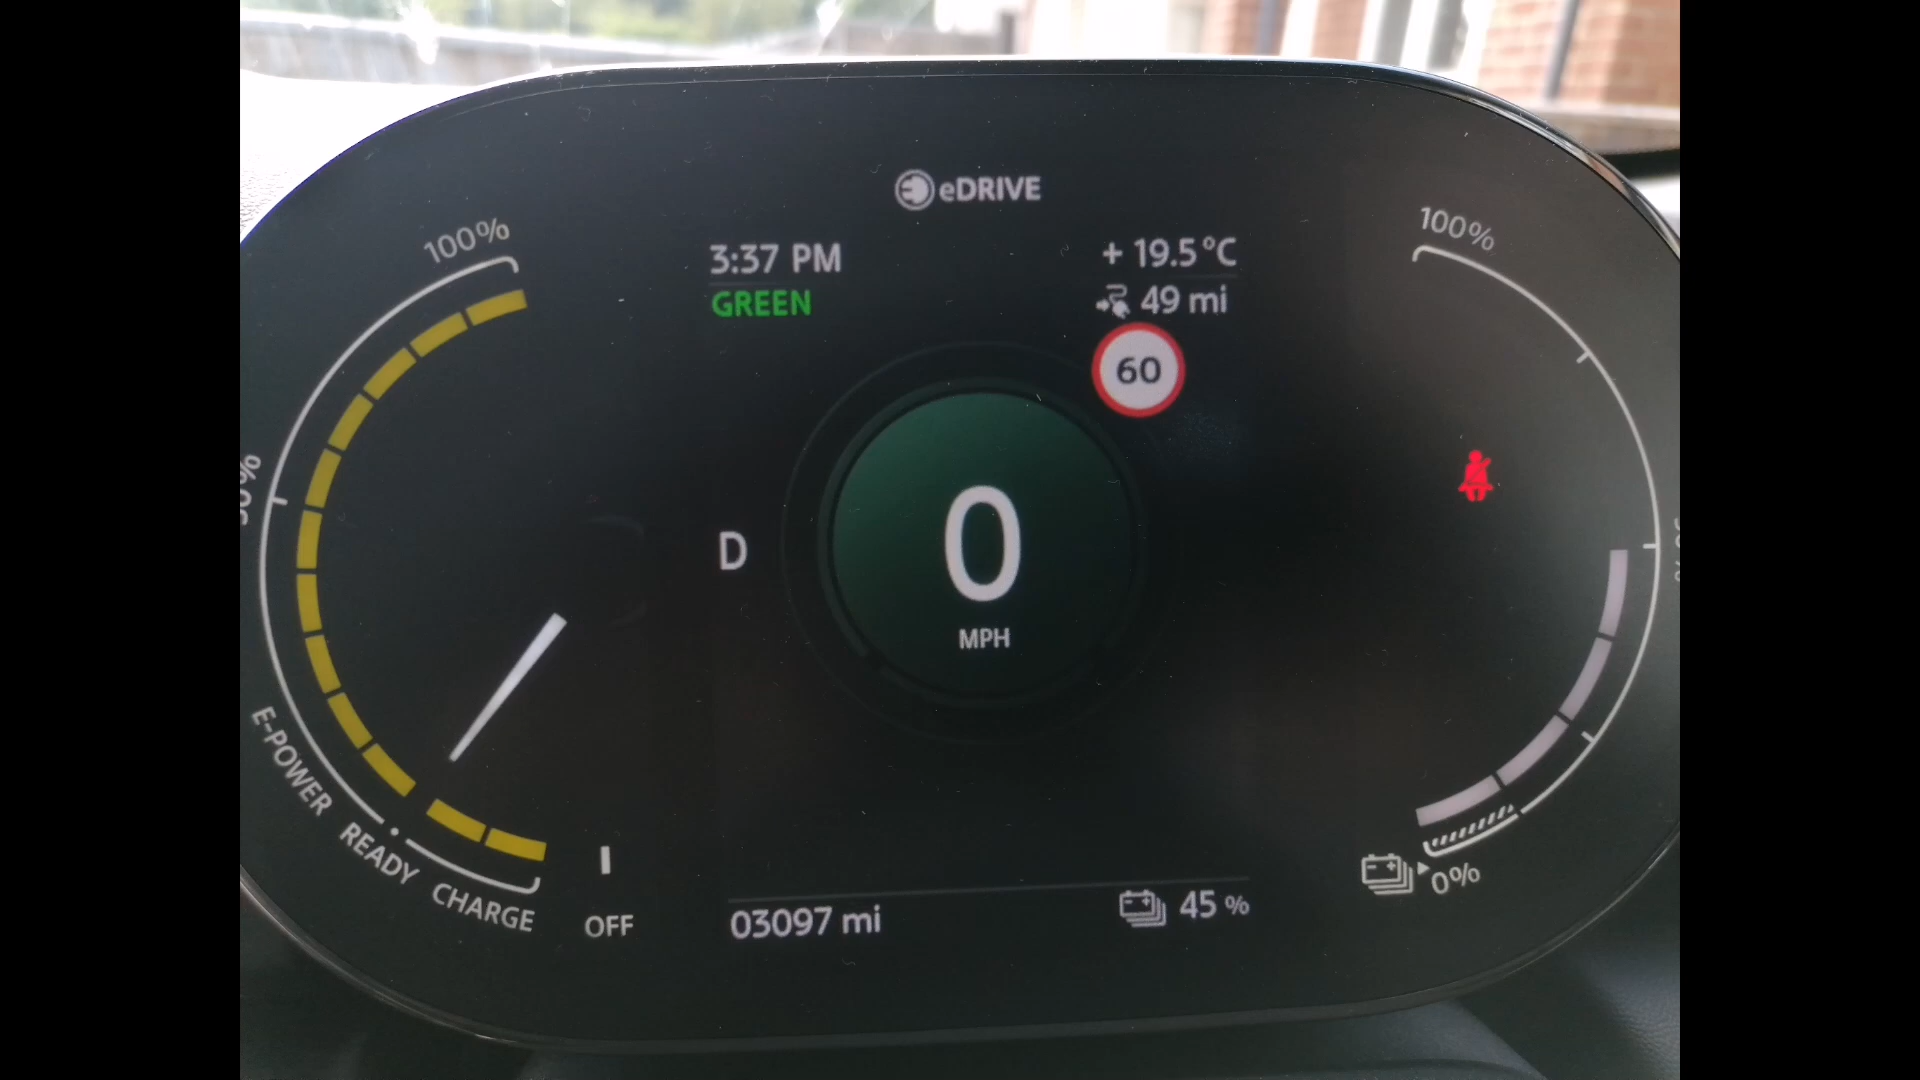 eDRIVE
100%
3:37 PM
+ 19.5°C
100%
GREEN
49 mi
60
D
0
MPH
E-POWER
READY
CHARGE
OFF
03097 mi
45 %
0%